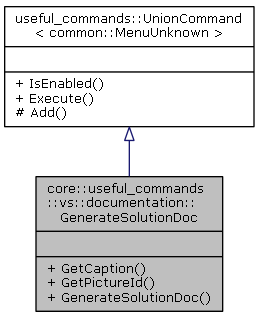 useful_commands::UnionCommand
< common::MenuUnknown >
+ IsEnabled()
+ Execute()
# Add()
core::useful_commands
::vs::documentation::
GenerateSolutionDoc
+ GetCaption()
+ GetPictureId()
+ GenerateSolutionDoc()